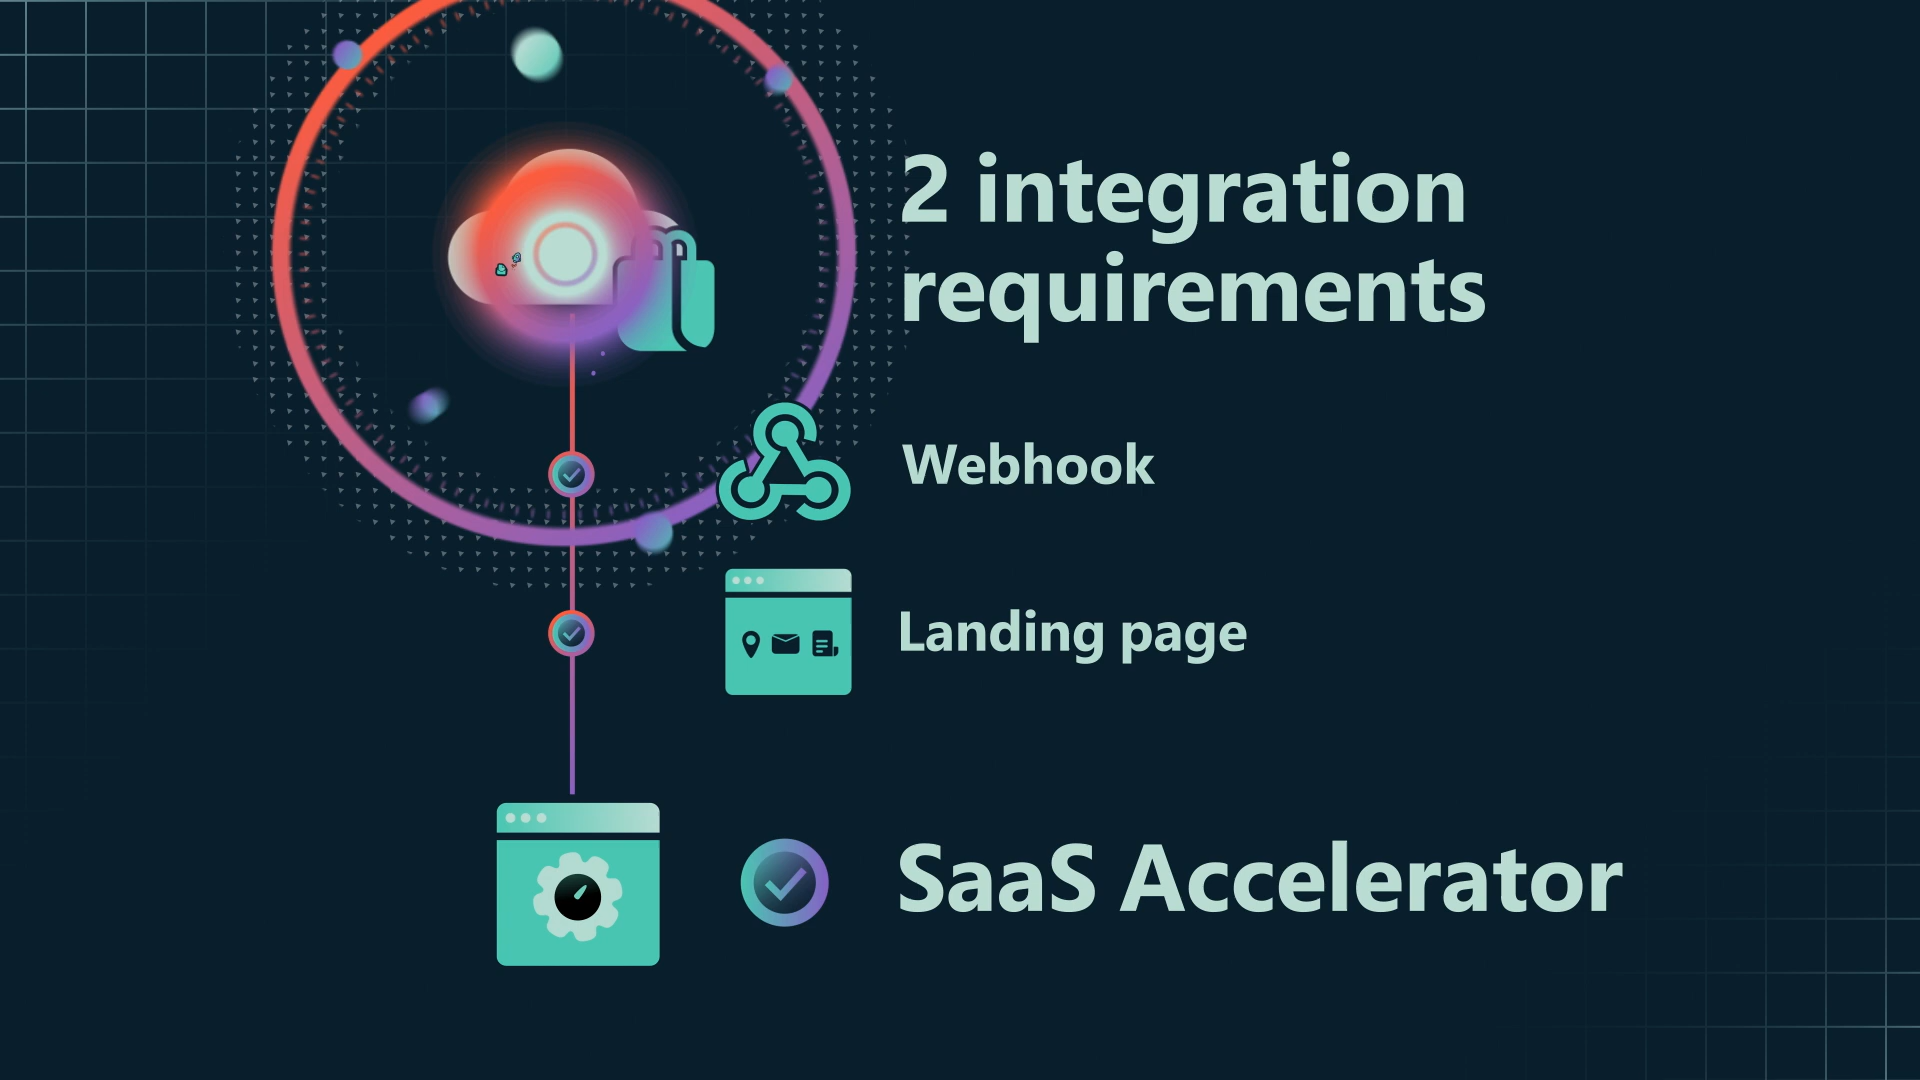 2 integration
requirements
Webhook
Landing page
SaaS Accelerator